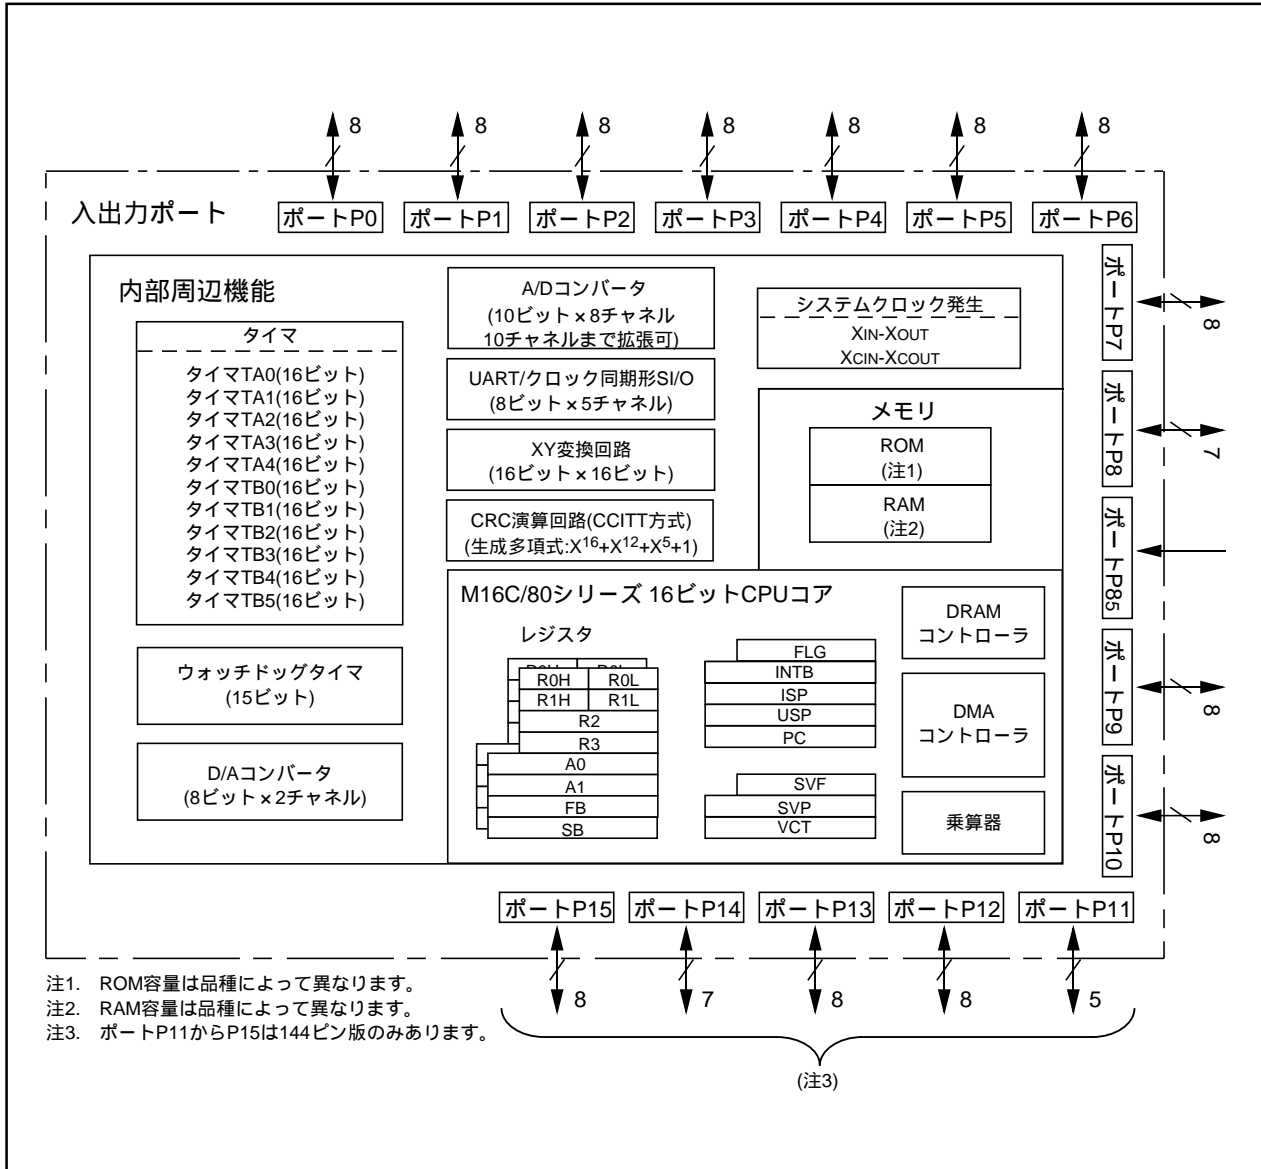 8 8 8 8 8 8 8
入出力ポート
ポートP0 ポートP1 ポートP2 ポートP3 ポートP4 ポートP5 ポートP6
内部周辺機能
タイマ
タイマTA0(16ビット)
タイマTA1(16ビット)
タイマTA2(16ビット)
タイマTA3(16ビット)
タイマTA4(16ビット)
タイマTB0(16ビット)
タイマTB1(16ビット)
タイマTB2(16ビット)
タイマTB3(16ビット)
タイマTB4(16ビット)
タイマTB5(16ビット)
ウォッチドッグタイマ
(15ビット)
D/Aコンバータ
(8ビット×2チャネル)
A/Dコンバータ
(10ビット×8チャネル
10チャネルまで拡張可)
UART/クロック同期形SI/O
(8ビット×5チャネル)
XY変換回路
(16ビット×16ビット)
CRC演算回路(CCITT方式)
(生成多項式:X16+X12+X5+1)
システムクロック発生
XIN-XOUT
XCIN-XCOUT
メモリ
ROM
(注1)
RAM
(注2)
M16C/80シリーズ 16ビットCPUコア
レジスタ
R0H R0L
R0H R0L
R1H R1L
R2
R3
A0
A1
FB
SB
FLG
INTB
ISP
USP
PC
SVF
SVP
VCT
DRAM
コントローラ
DMA
コントローラ
乗算器
ポートP7
8
ポートP8
7
ポートP85
ポートP9
8
ポートP10
8
ポートP15 ポートP14 ポートP13 ポートP12 ポートP11
8 7 8 8 5
(注3)
注1. ROM容量は品種によって異なります。
注2. RAM容量は品種によって異なります。
注3. ポートP11からP15は144ピン版のみあります。